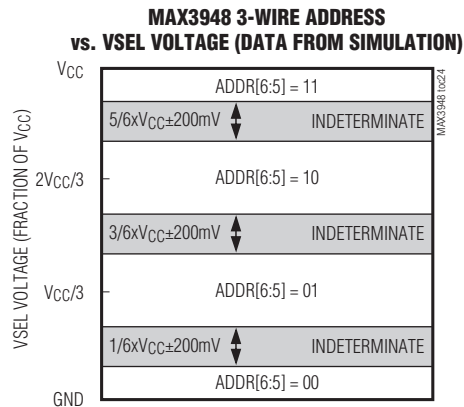 MAX3948 3-WIRE ADDRESS
vs. VSEL VOLTAGE (DATA FROM SIMULATION)
VCC
ADDR[6:5] = 11
MAX3948 toc24
5/6xVCC±200mV INDETERMINATE
VSEL VOLTAGE (FRACTION OF VCC)
2VCC/3
ADDR[6:5] = 10
3/6xVCC±200mV INDETERMINATE
VCC/3
ADDR[6:5] = 01
1/6xVCC±200mV INDETERMINATE
ADDR[6:5] = 00
GND